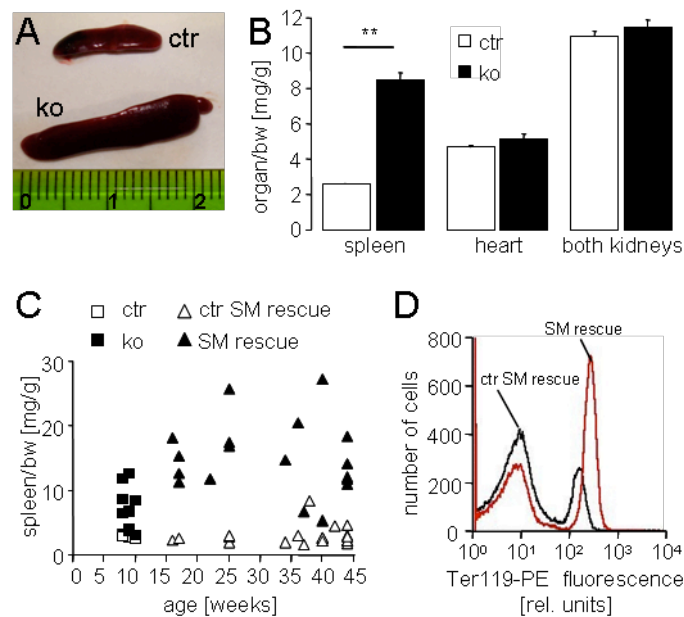 A
ctr
ko
0 1 2
B
organ/bw [mg/g]
12
10
8
6
4
2
0
**
ctr
ko
spleen heart both kidneys
C
ctr
ctr SM rescue
ko
SM rescue
spleen/bw [mg/g]
30
20
10
0
0 5 10 15 20 25 30 35 40 45
age [weeks]
D
SM rescue
ctr SM rescue
number of cells
800
600
400
200
0
10⁰ 10¹ 10² 10³ 10⁴
Ter119-PE fluorescence
[rel. units]